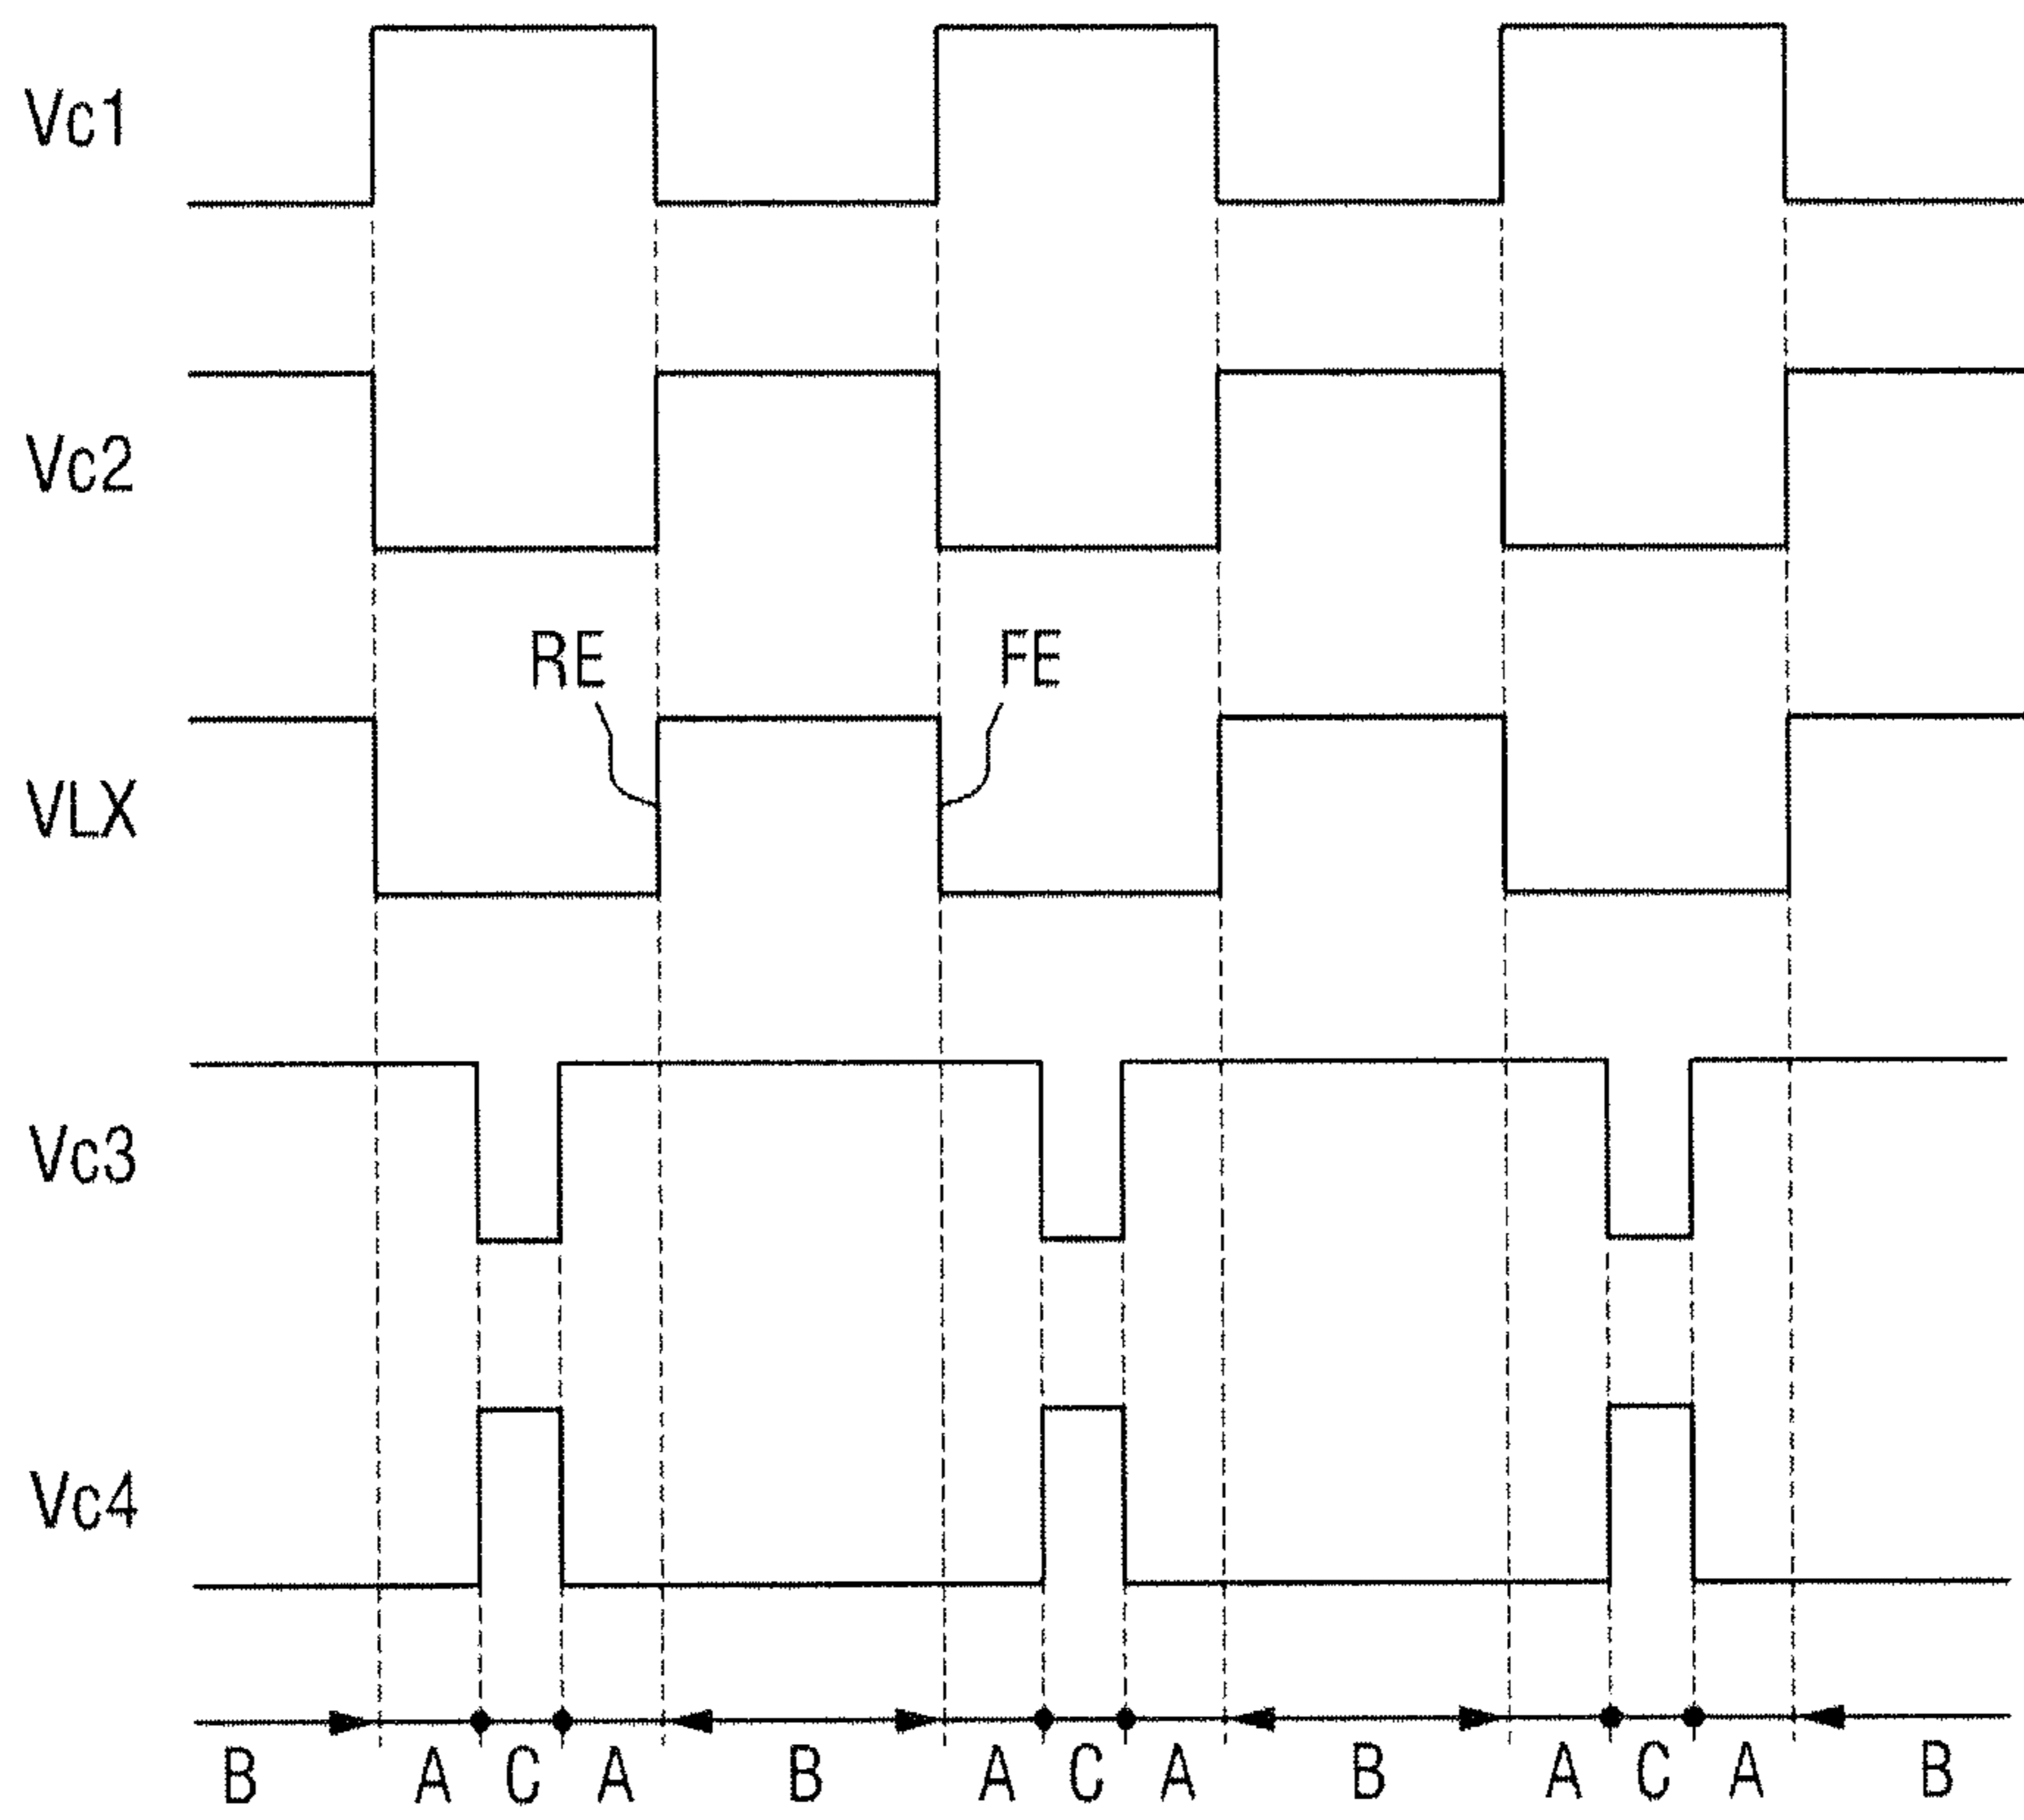 Vc1
Vc2
RE FE
VLX
Vc3
Vc4
B A C A B A C A B A C A B